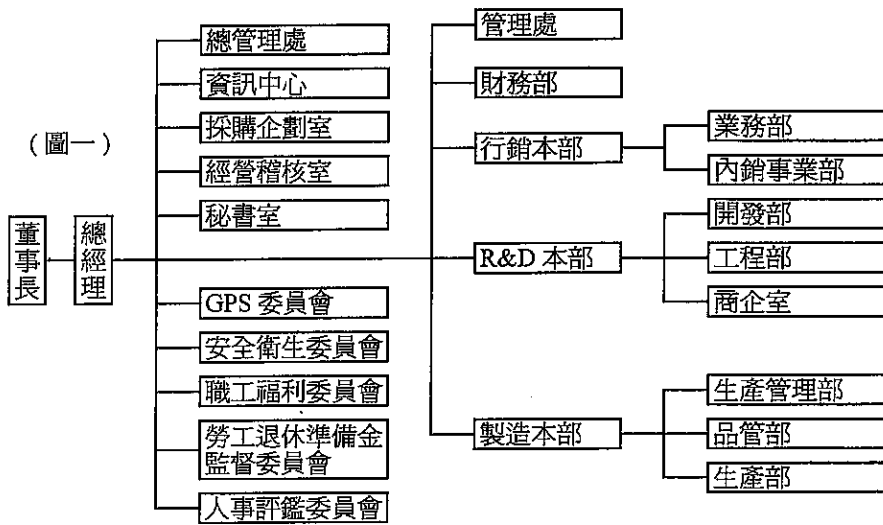 (圖一)
董事長
總經理
總管理處
資訊中心
採購企劃室
經營稽核室
秘書室
GPS 委員會
安全衛生委員會
職工福利委員會
勞工退休準備金
監督委員會
人事評鑑委員會
管理處
財務部
行銷本部
業務部
內銷事業部
R&D 本部
開發部
工程部
商企室
製造本部
生產管理部
品管部
生產部